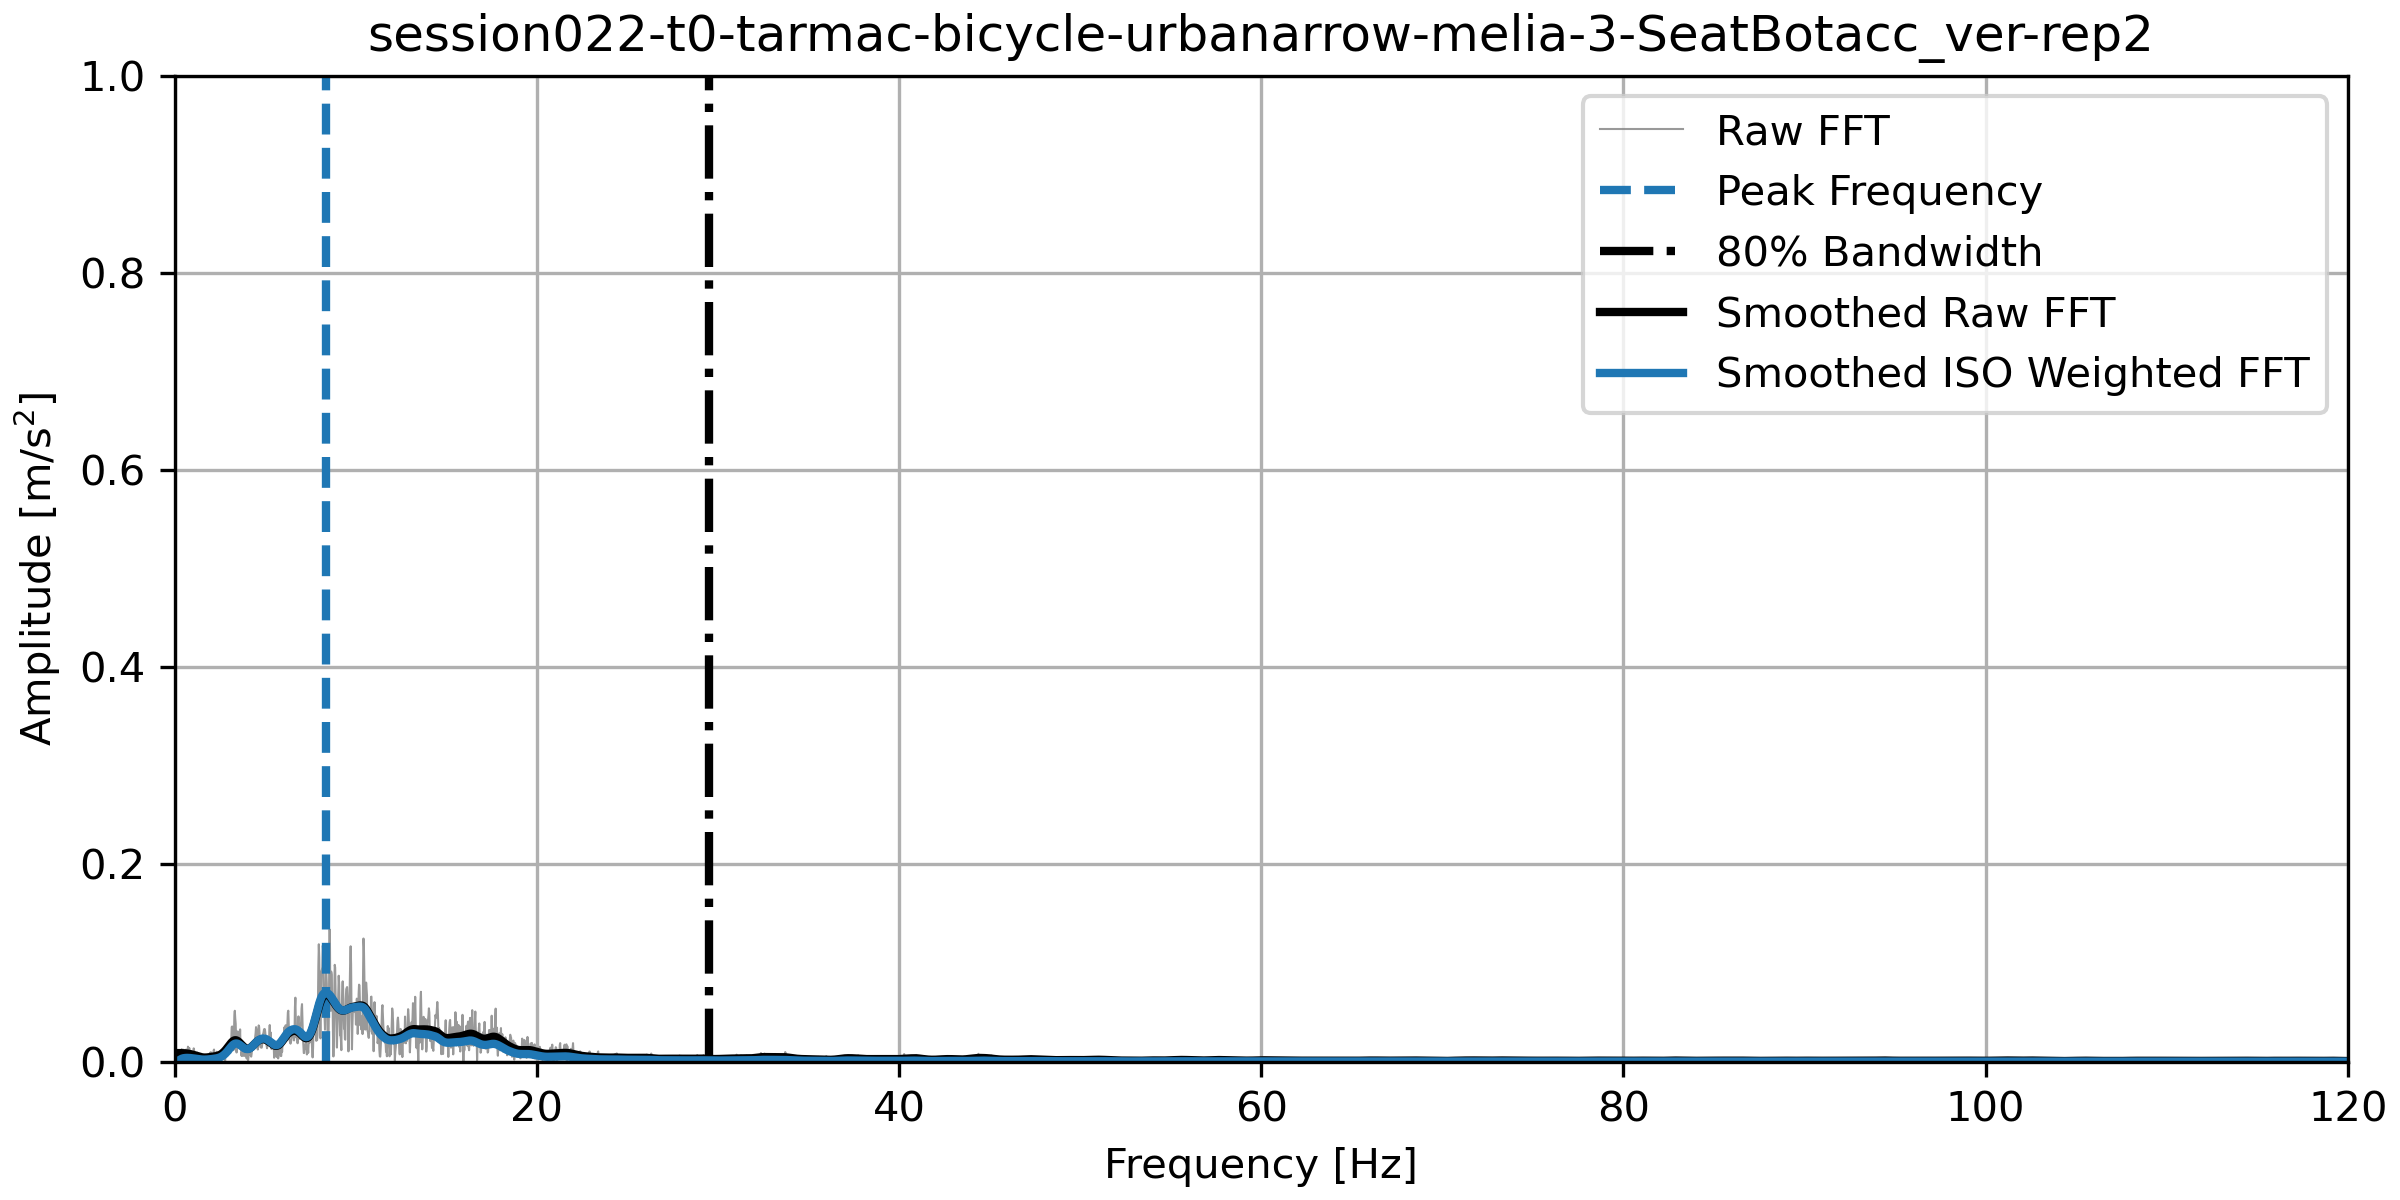 session022-t0-tarmac-bicycle-urbanarrow-melia-3-SeatBotacc_ver-rep2
1.0
0.8
0.6
0.4
0.2
0.0
Amplitude [m/s²]
Raw FFT
Peak Frequency
80% Bandwidth
Smoothed Raw FFT
Smoothed ISO Weighted FFT
0 20 40 60 80 100 120
Frequency [Hz]